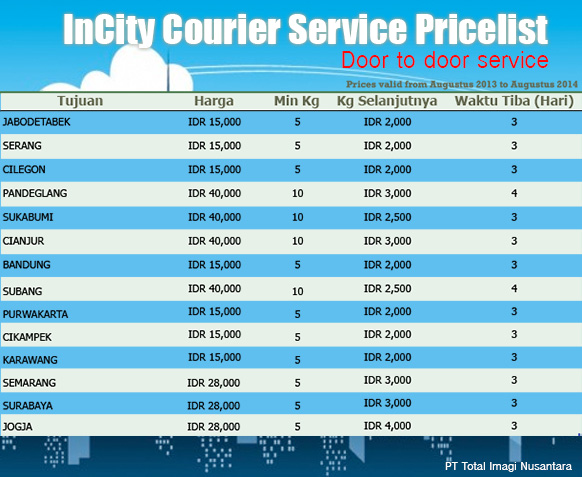 InCity Courier Service Pricelist
Door to door service
Prices valid from Augustus 2013 to Augustus 2014
Tujuan Harga Min Kg Kg Selanjutnya Waktu Tiba (Hari)
JABODETABEK IDR 15,000 5 IDR 2,000 3
SERANG IDR 15,000 5 IDR 2,000 3
CILEGON IDR 15,000 5 IDR 2,000 3
PANDEGLANG IDR 40,000 10 IDR 3,000 4
SUKABUMI IDR 40,000 10 IDR 2,500 3
CIANJUR IDR 40,000 10 IDR 3,000 3
BANDUNG IDR 15,000 5 IDR 2,000 3
SUBANG IDR 40,000 10 IDR 2,500 4
PURWAKARTA IDR 15,000 5 IDR 2,000 3
CIKAMPEK IDR 15,000 5 IDR 2,000 3
KARAWANG IDR 15,000 5 IDR 2,000 3
SEMARANG IDR 28,000 5 IDR 3,000 3
SURABAYA IDR 28,000 5 IDR 3,000 3
JOGJA IDR 28,000 5 IDR 4,000 3
PT Total Imagi Nusantara